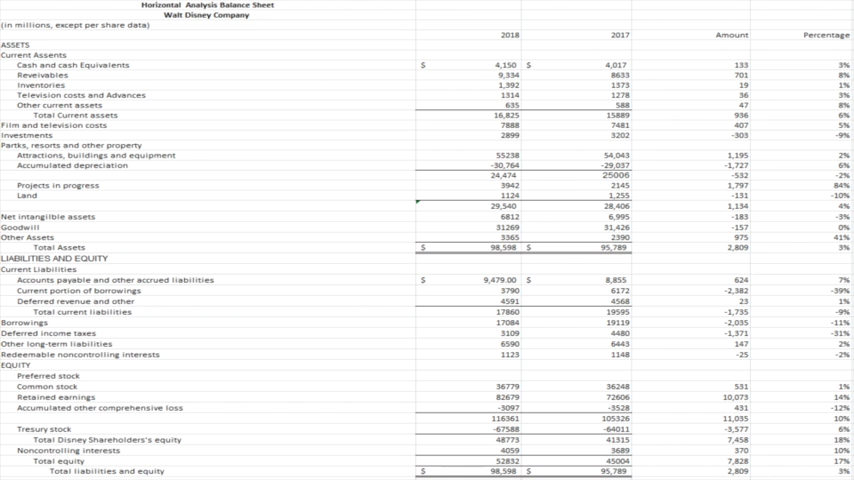 Horizontal Analysis Balance Sheet
Walt Disney Company
(in millions, except per share data)
2018 2017 Amount Percentage
ASSETS
Current Assents
Cash and cash Equivalents $ 4,150 $ 4,017 133 3%
Reveivables 9,334 8633 701 8%
Inventories 1,392 1373 19 1%
Television costs and Advances 1314 1278 36 3%
Other current assets 635 588 47 8%
Total Current assets 16,825 15889 936 6%
Film and television costs 7888 7481 407 5%
Investments 2899 3202 -303 -9%
Partks, resorts and other property
Attractions, buildings and equipment 55238 54,043 1,195 2%
Accumulated depreciation -30,764 -29,037 -1,727 6%
24,474 25006 -532 -2%
Projects in progress 3942 2145 1,797 84%
Land 1124 1,255 -131 -10%
29,540 28,406 1,134 4%
Net intangilble assets 6812 6,995 -183 -3%
Goodwill 31269 31,426 -157 0%
Other Assets 3365 2390 975 41%
Total Assets $ 98,598 $ 95,789 2,809 3%
LIABILITIES AND EQUITY
Current Liabilities
Accounts payable and other accrued liabilities $ 9,479.00 $ 8,855 624 7%
Current portion of borrowings 3790 6172 -2,382 -39%
Deferred revenue and other 4591 4568 23 1%
Total current liabilities 17860 19595 -1,735 -9%
Borrowings 17084 19119 -2,035 -11%
Deferred income taxes 3109 4480 -1,371 -31%
Other long-term liabilities 6590 6443 147 2%
Redeemable noncontrolling interests 1123 1148 -25 -2%
EQUITY
Preferred stock
Common stock 36779 36248 531 1%
Retained earnings 82679 72606 10,073 14%
Accumulated other comprehensive loss -3097 -3528 431 -12%
116361 105326 11,035 10%
Tresury stock -67588 -64011 -3,577 6%
Total Disney Shareholders's equity 48773 41315 7,458 18%
Noncontrolling interests 4059 3689 370 10%
Total equity 52832 45004 7,828 17%
Total liabilities and equity $ 98,598 $ 95,789 2,809 3%